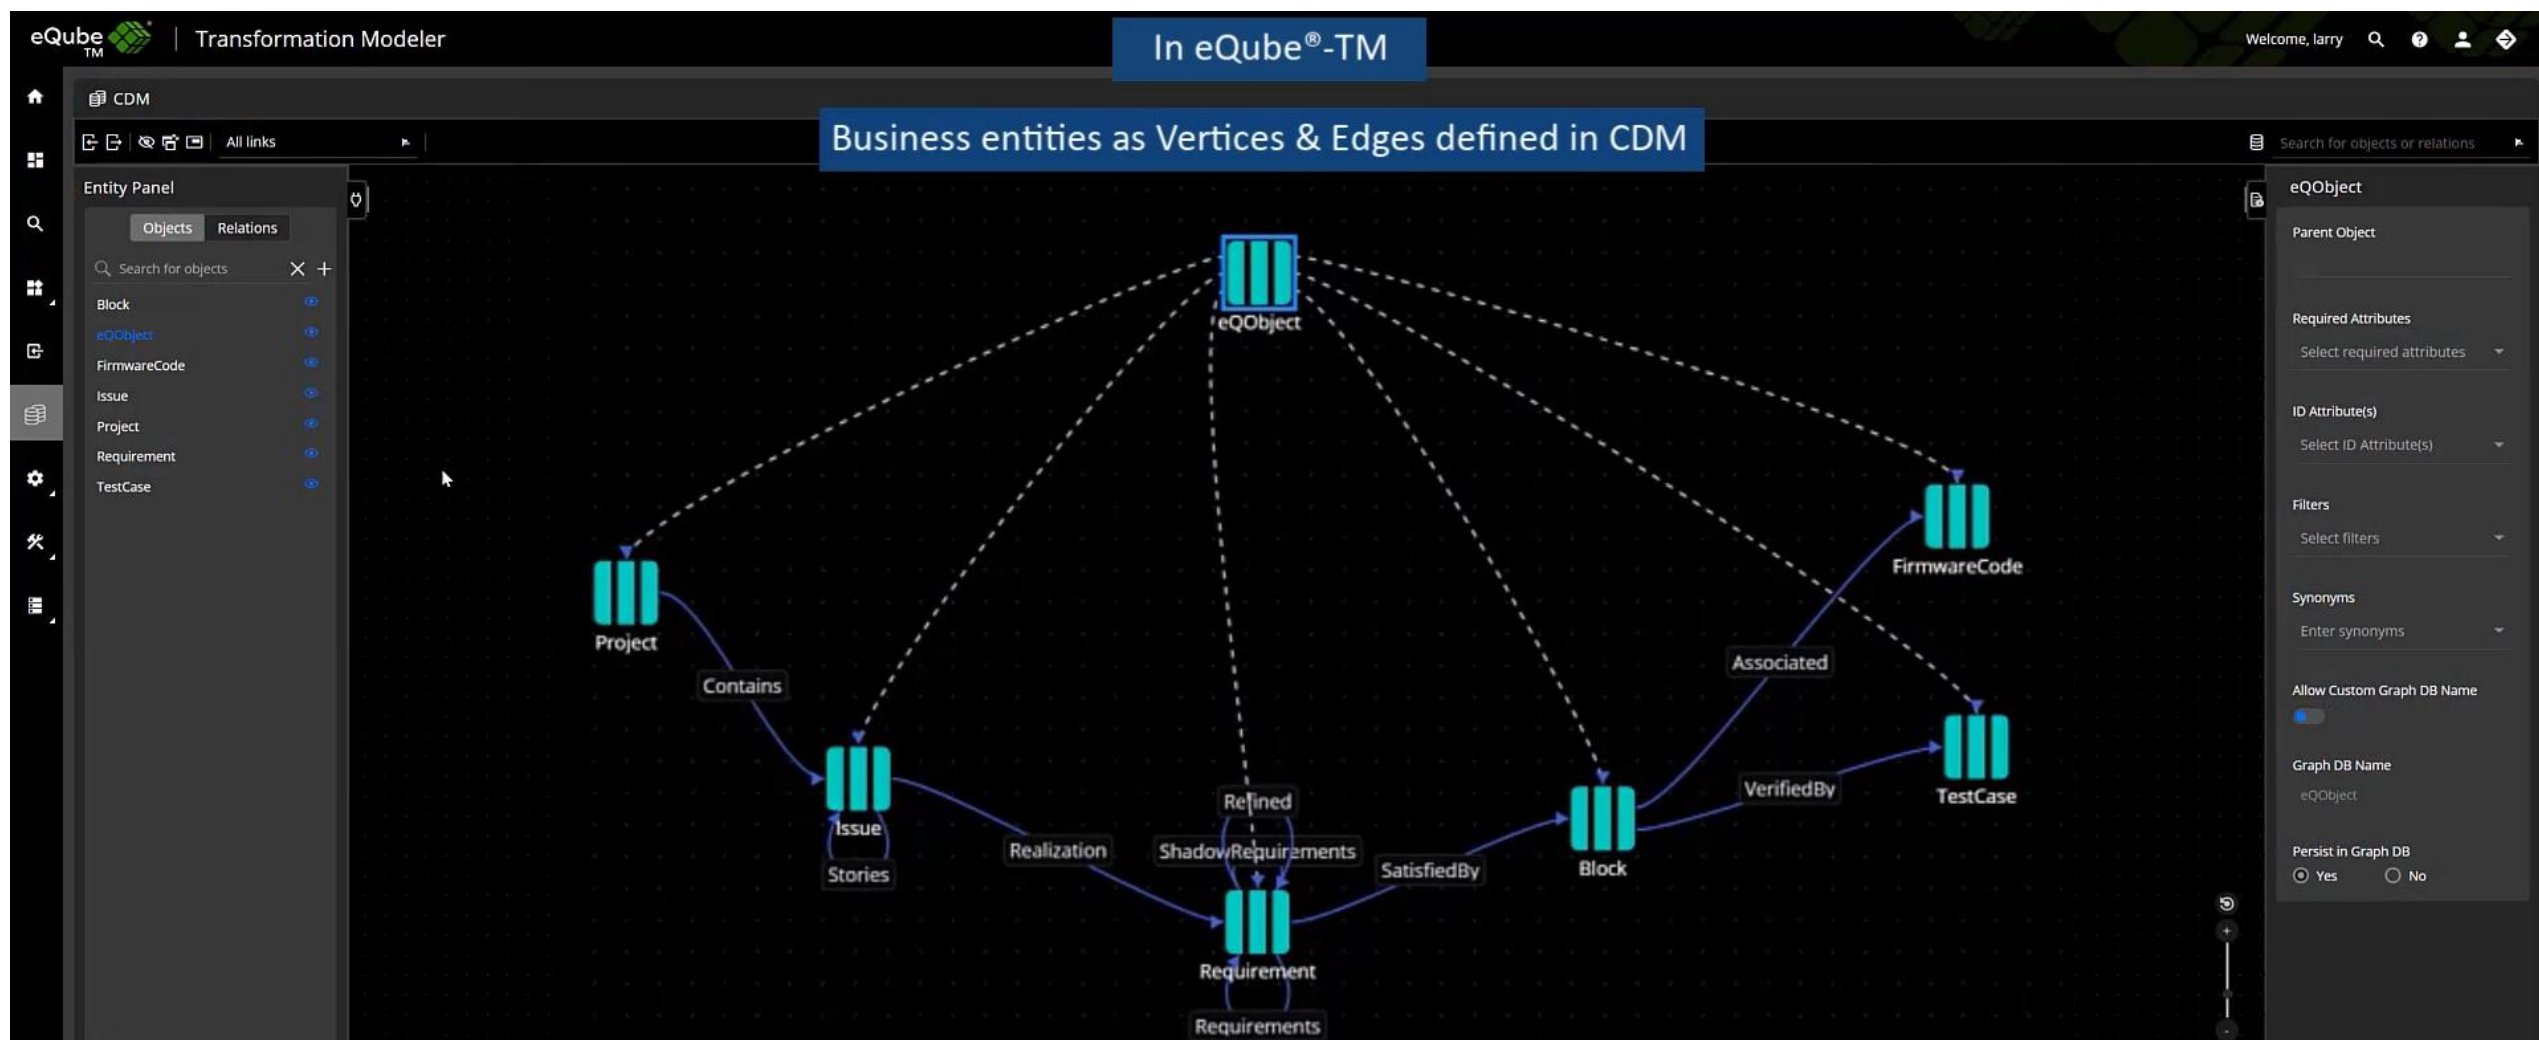 eQube TM ® | Transformation Modeler
In eQube®-TM
Welcome, larry
CDM
All links
Business entities as Vertices & Edges defined in CDM
Search for objects or relations
Entity Panel
Objects Relations
Search for objects
Block
eQObject
FirmwareCode
Issue
Project
Requirement
TestCase
eQObject
Project
Contains
Issue
Stories
Realization
Refined
ShadowRequirements
Requirement
Requirements
SatisfiedBy
Block
Associated
VerifiedBy
FirmwareCode
TestCase
eQObject
Parent Object
Required Attributes
Select required attributes
ID Attribute(s)
Select ID Attribute(s)
Filters
Select filters
Synonyms
Enter synonyms
Allow Custom Graph DB Name
Graph DB Name
eQObject
Persist in Graph DB
Yes No